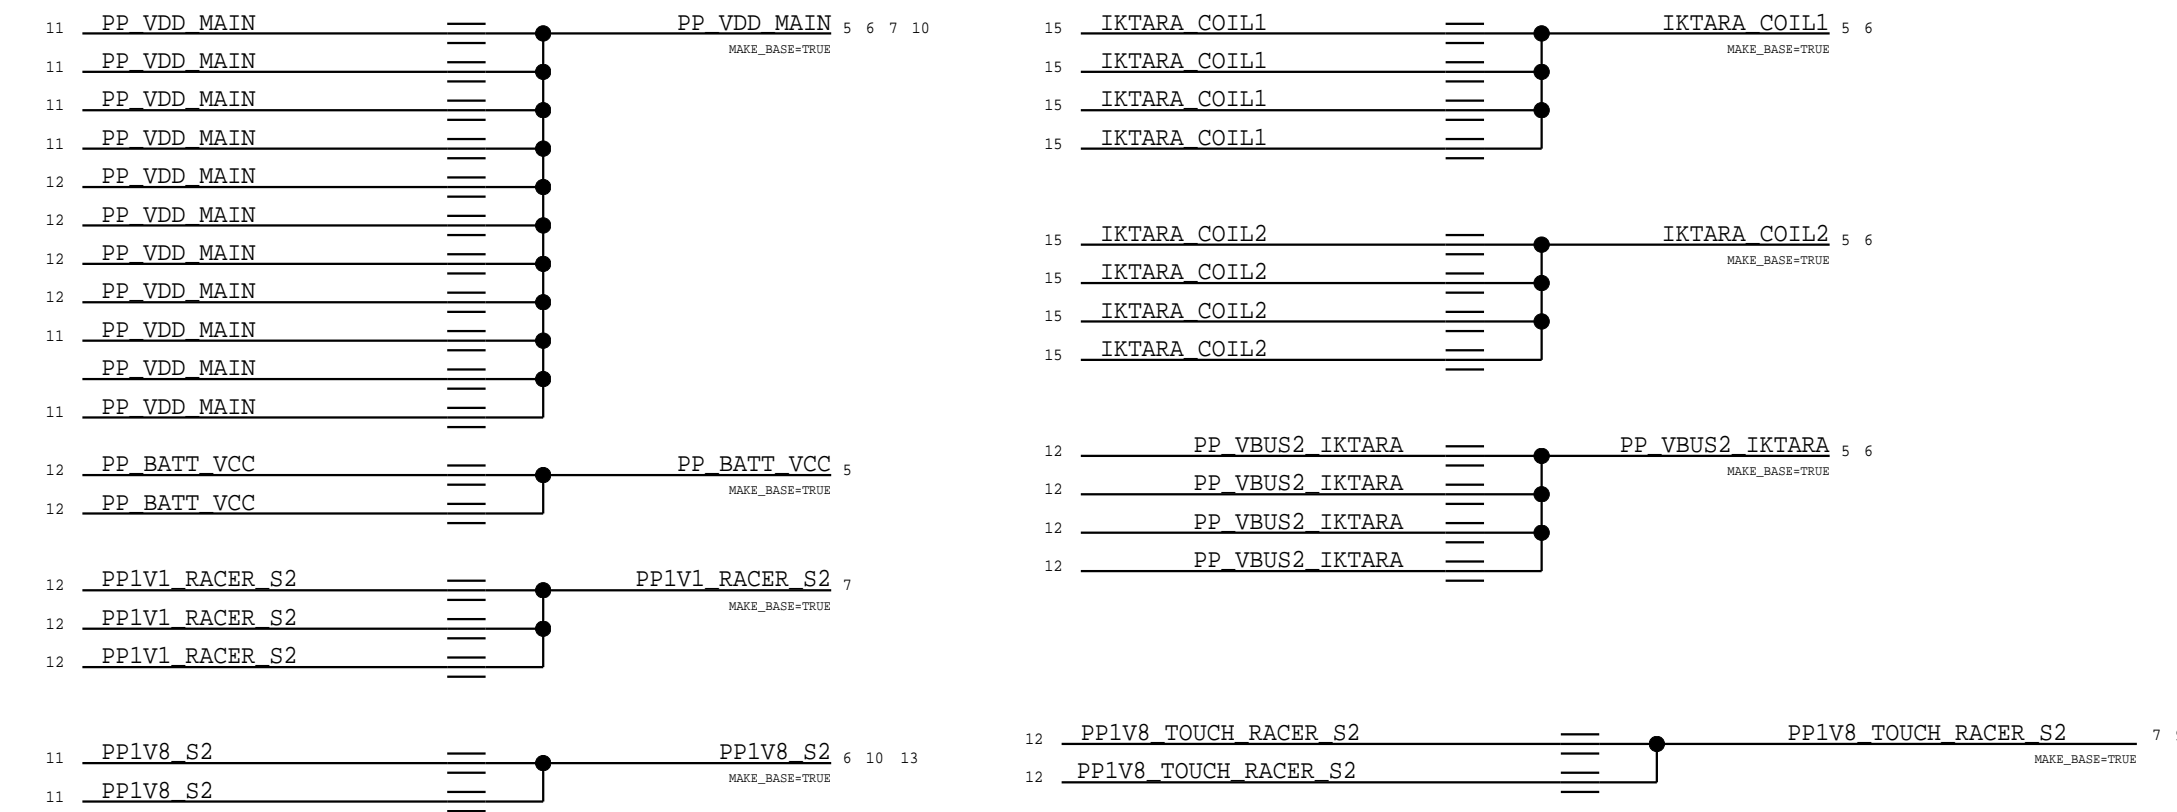 11 PP_VDD_MAIN PP_VDD_MAIN 5 6 7 10
MAKE_BASE=TRUE
11 PP_VDD_MAIN
11 PP_VDD_MAIN
11 PP_VDD_MAIN
12 PP_VDD_MAIN
12 PP_VDD_MAIN
12 PP_VDD_MAIN
12 PP_VDD_MAIN
11 PP_VDD_MAIN
PP_VDD_MAIN
11 PP_VDD_MAIN
12 PP_BATT_VCC PP_BATT_VCC 5
MAKE_BASE=TRUE
12 PP_BATT_VCC
12 PP1V1_RACER_S2 PP1V1_RACER_S2 7
MAKE_BASE=TRUE
12 PP1V1_RACER_S2
12 PP1V1_RACER_S2
11 PP1V8_S2 PP1V8_S2 6 10 13
MAKE_BASE=TRUE
11 PP1V8_S2
15 IKTARA_COIL1 IKTARA_COIL1 5 6
MAKE_BASE=TRUE
15 IKTARA_COIL1
15 IKTARA_COIL1
15 IKTARA_COIL1
15 IKTARA_COIL2 IKTARA_COIL2 5 6
MAKE_BASE=TRUE
15 IKTARA_COIL2
15 IKTARA_COIL2
15 IKTARA_COIL2
12 PP_VBUS2_IKTARA PP_VBUS2_IKTARA 5 6
MAKE_BASE=TRUE
12 PP_VBUS2_IKTARA
12 PP_VBUS2_IKTARA
12 PP_VBUS2_IKTARA
12 PP1V8_TOUCH_RACER_S2 PP1V8_TOUCH_RACER_S2 7
MAKE_BASE=TRUE
12 PP1V8_TOUCH_RACER_S2